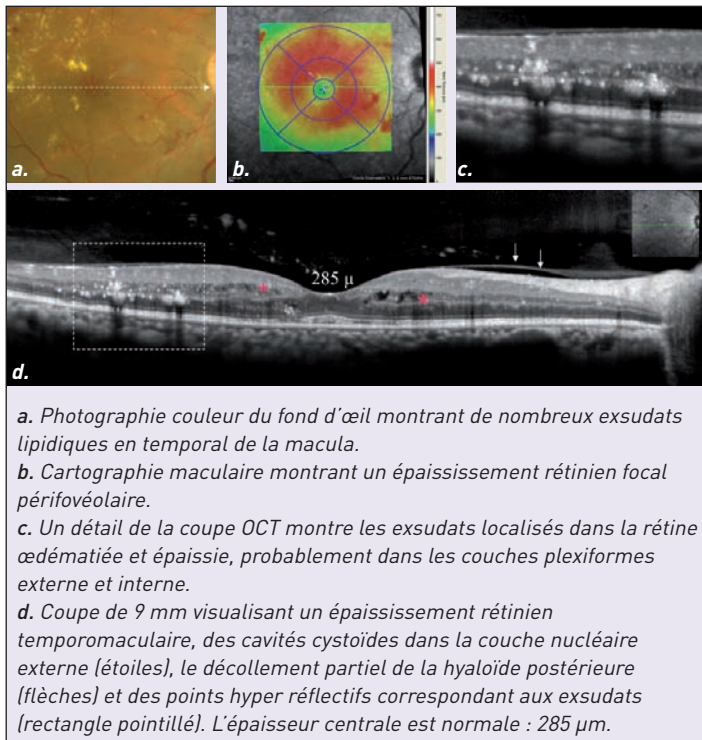 a.
b.
c.
285 µ
d.
a. Photographie couleur du fond d’œil montrant de nombreux exsudats
lipidiques en temporal de la macula.
b. Cartographie maculaire montrant un épaississement rétinien focal
périfovéolaire.
c. Un détail de la coupe OCT montre les exsudats localisés dans la rétine
œdématiée et épaissie, probablement dans les couches plexiformes
externe et interne.
d. Coupe de 9 mm visualisant un épaississement rétinien
temporomaculaire, des cavités cystoïdes dans la couche nucléaire
externe (étoiles), le décollement partiel de la hyaloïde postérieure
(flèches) et des points hyper réflectifs correspondant aux exsudats
(rectangle pointillé). L’épaisseur centrale est normale : 285 µm.